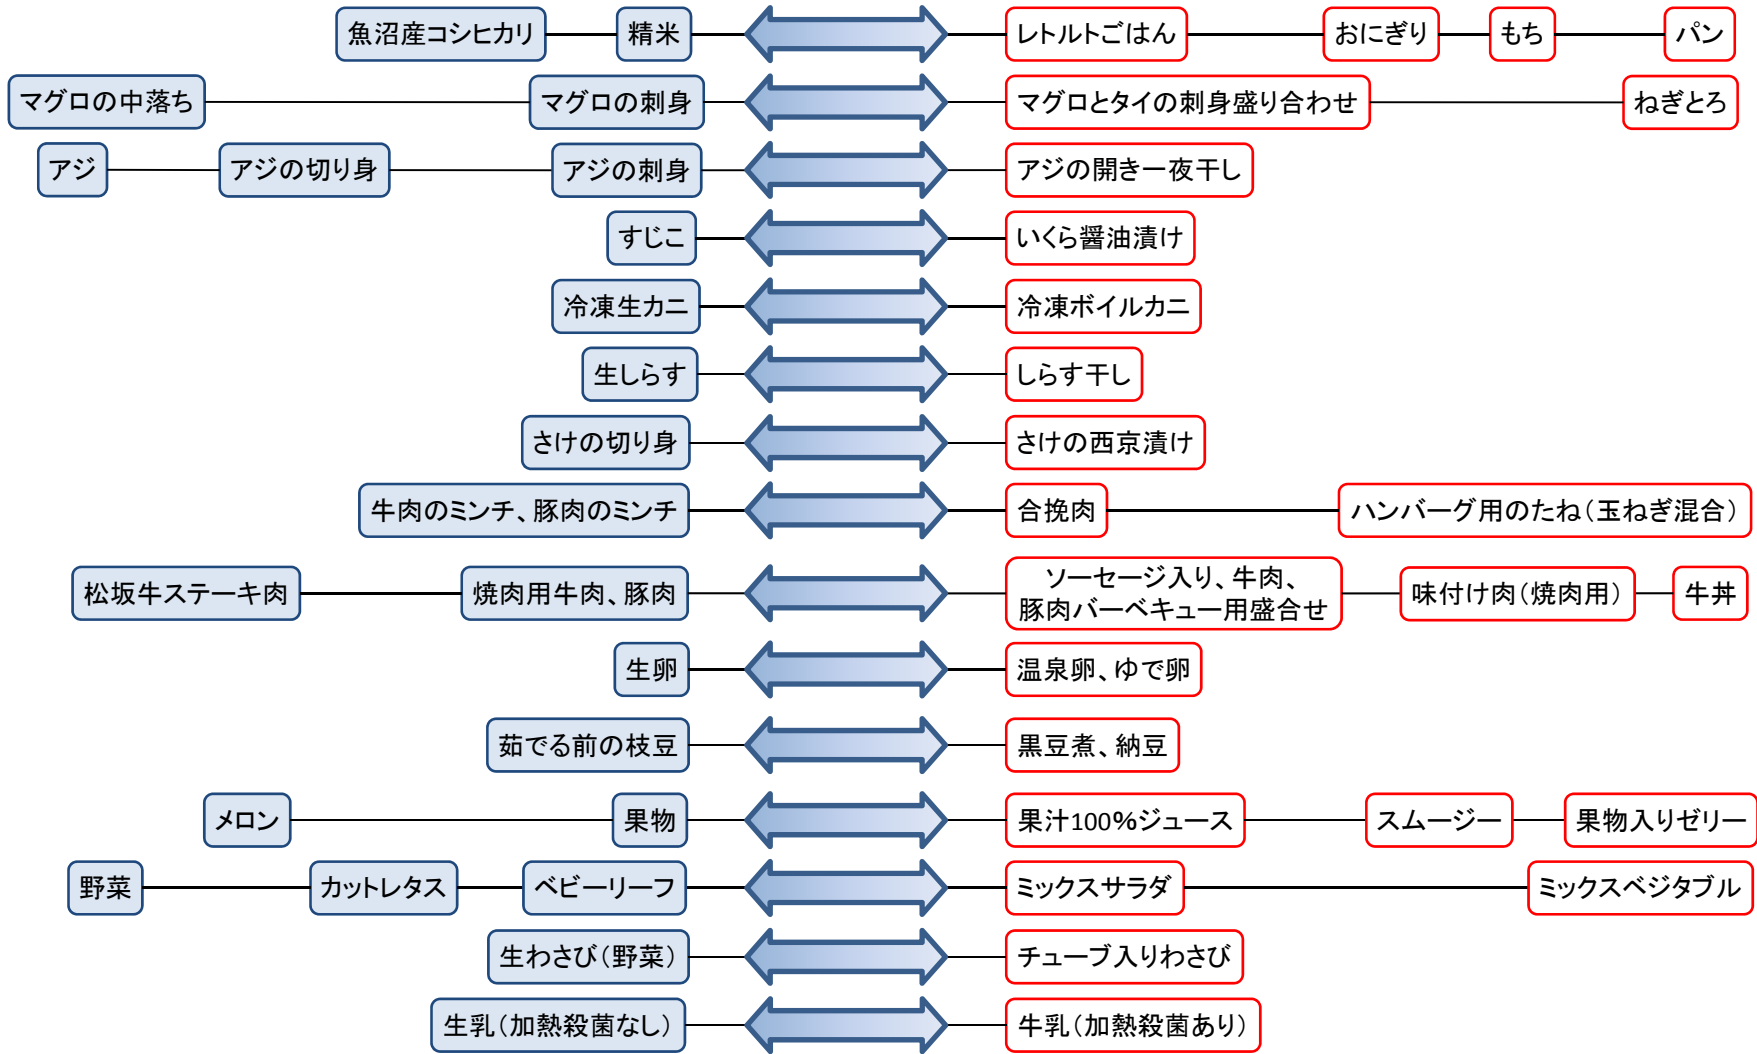 魚沼産コシヒカリ 精米 レトルトごはん おにぎり もち パン
マグロの中落ち マグロの刺身 マグロとタイの刺身盛り合わせ ねぎとろ
アジ アジの切り身 アジの刺身 アジの開き一夜干し
すじこ いくら醤油漬け
冷凍生カニ 冷凍ボイルカニ
生しらす しらす干し
さけの切り身 さけの西京漬け
牛肉のミンチ、豚肉のミンチ 合挽肉 ハンバーグ用のたね(玉ねぎ混合)
松坂牛ステーキ肉 焼肉用牛肉、豚肉 ソーセージ入り、牛肉、
豚肉バーベキュー用盛合せ 味付け肉(焼肉用) 牛丼
生卵 温泉卵、ゆで卵
茹でる前の枝豆 黒豆煮、納豆
メロン 果物 果汁100%ジュース スムージー 果物入りゼリー
野菜 カットレタス ベビーリーフ ミックスサラダ ミックスベジタブル
生わさび(野菜) チューブ入りわさび
生乳(加熱殺菌なし) 牛乳(加熱殺菌あり)